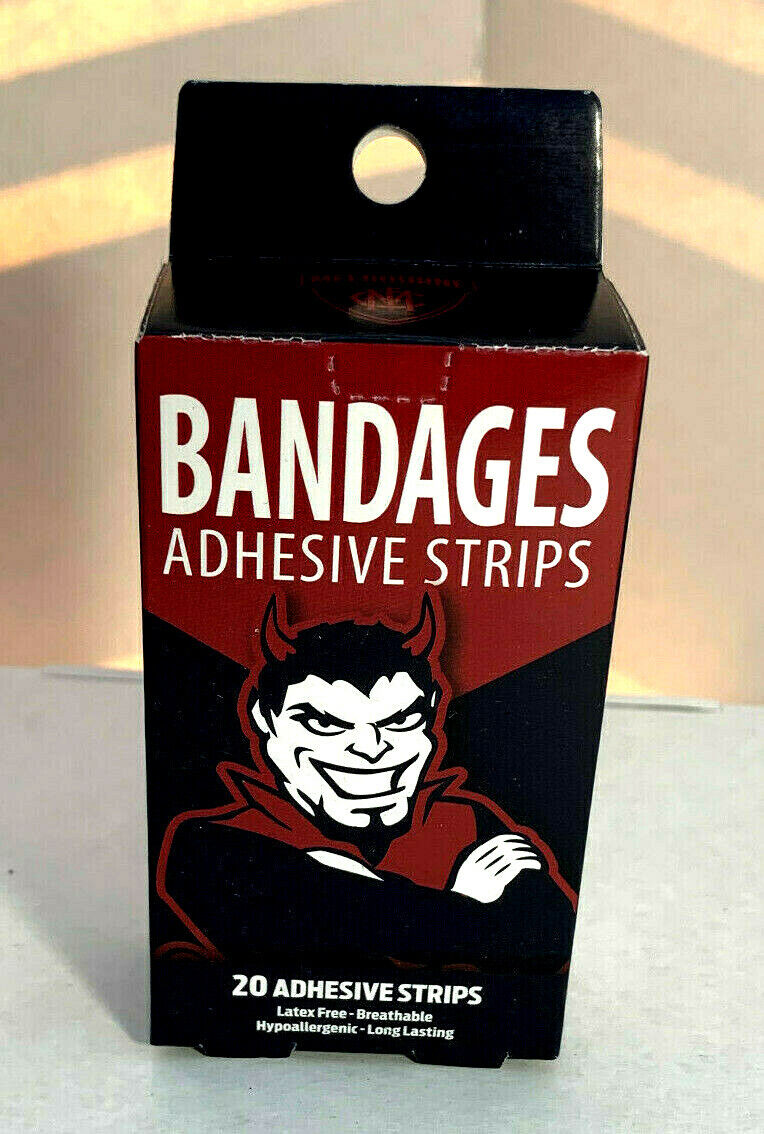 BANDAGES
ADHESIVE STRIPS
20 ADHESIVE STRIPS
Latex Free - Breathable
Hypoallergenic - Long Lasting